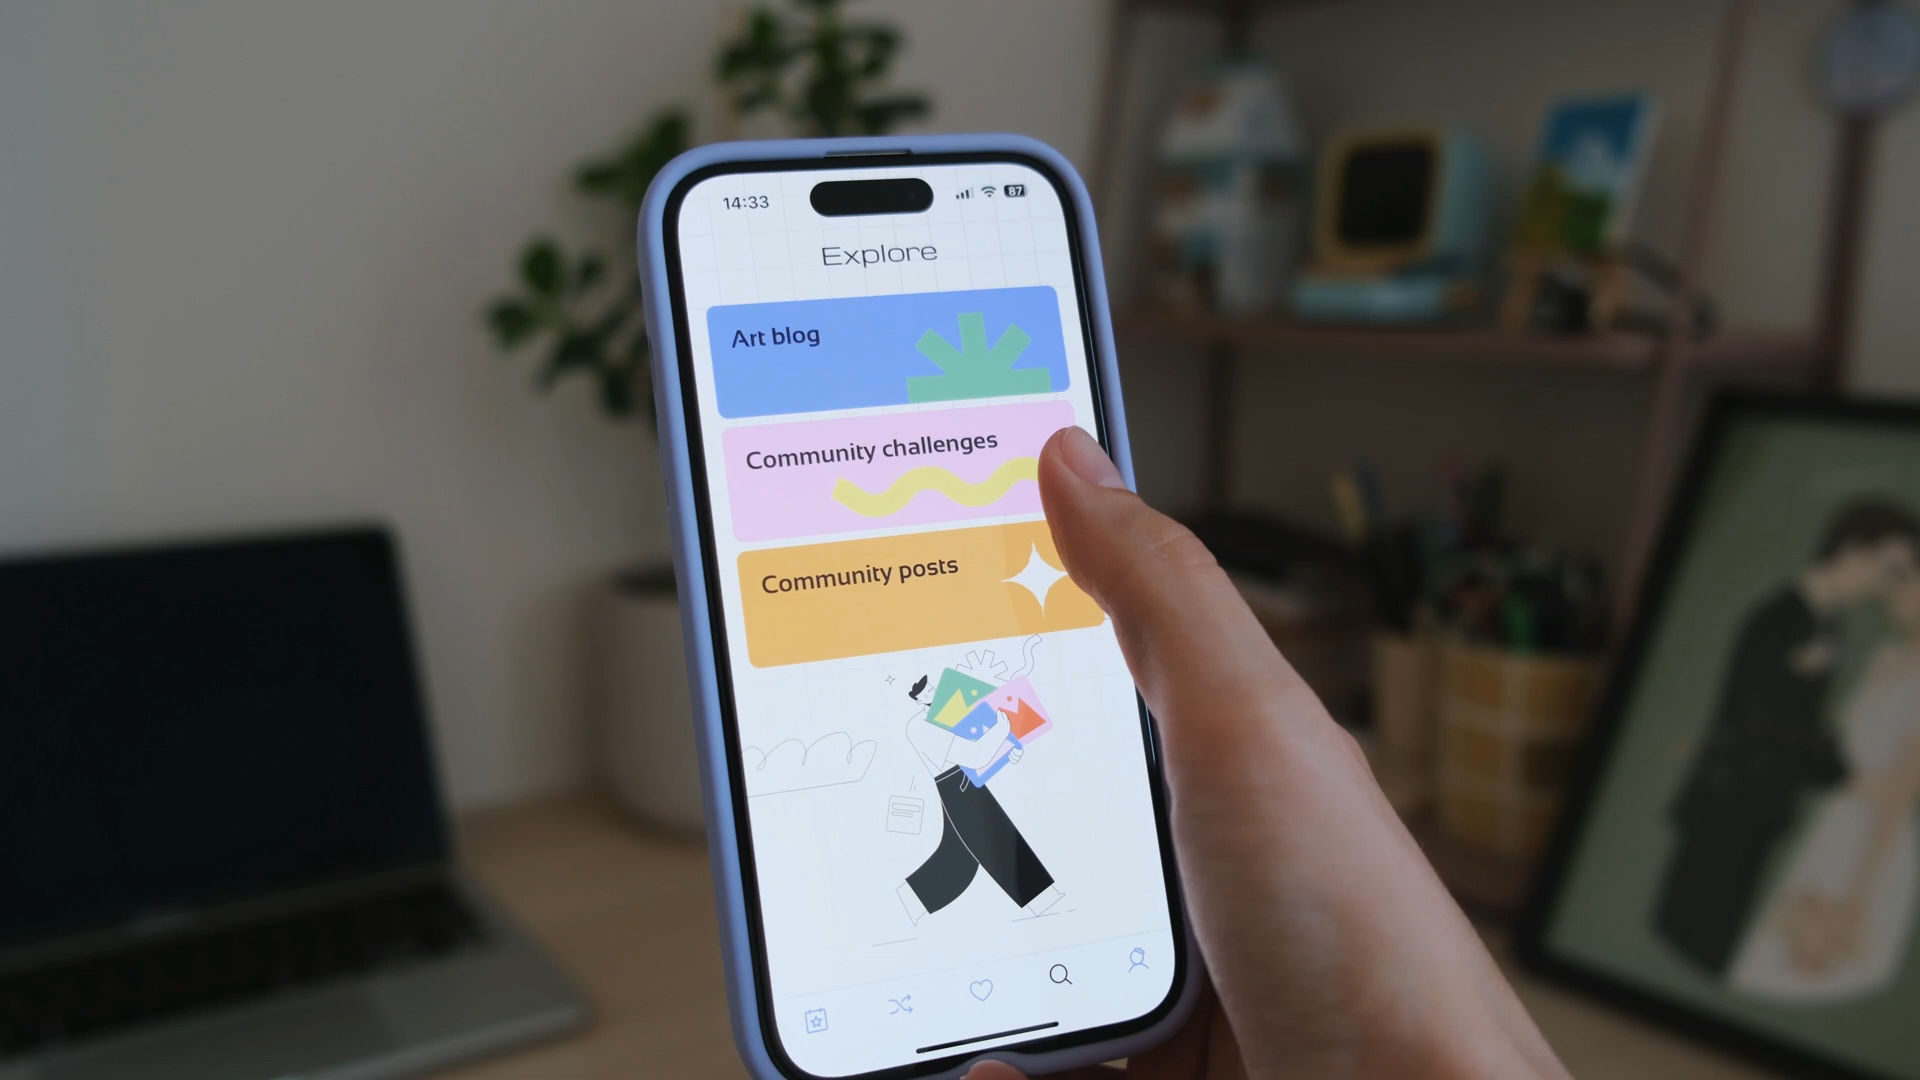 14:33
87
Explore
Art blog
Community challenges
Community posts